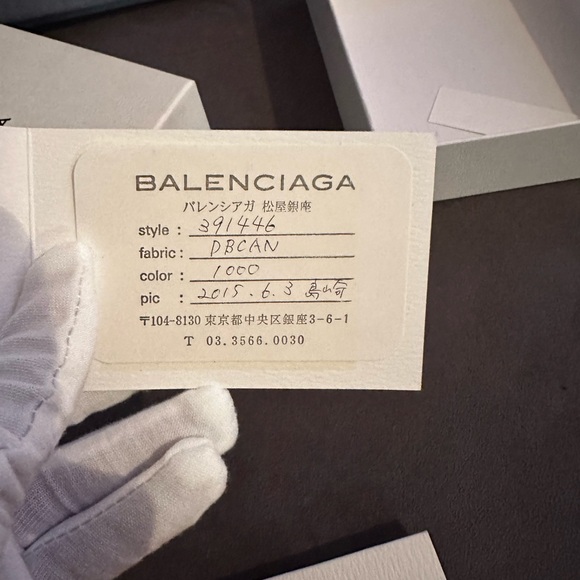 BALENCIAGA
バレンシアガ 松屋銀座
style : 391446
fabric : DBCAN
color : 1000
pic : 2015.6.3 島崎
〒104-8130 東京都中央区銀座3-6-1
T 03.3566.0030